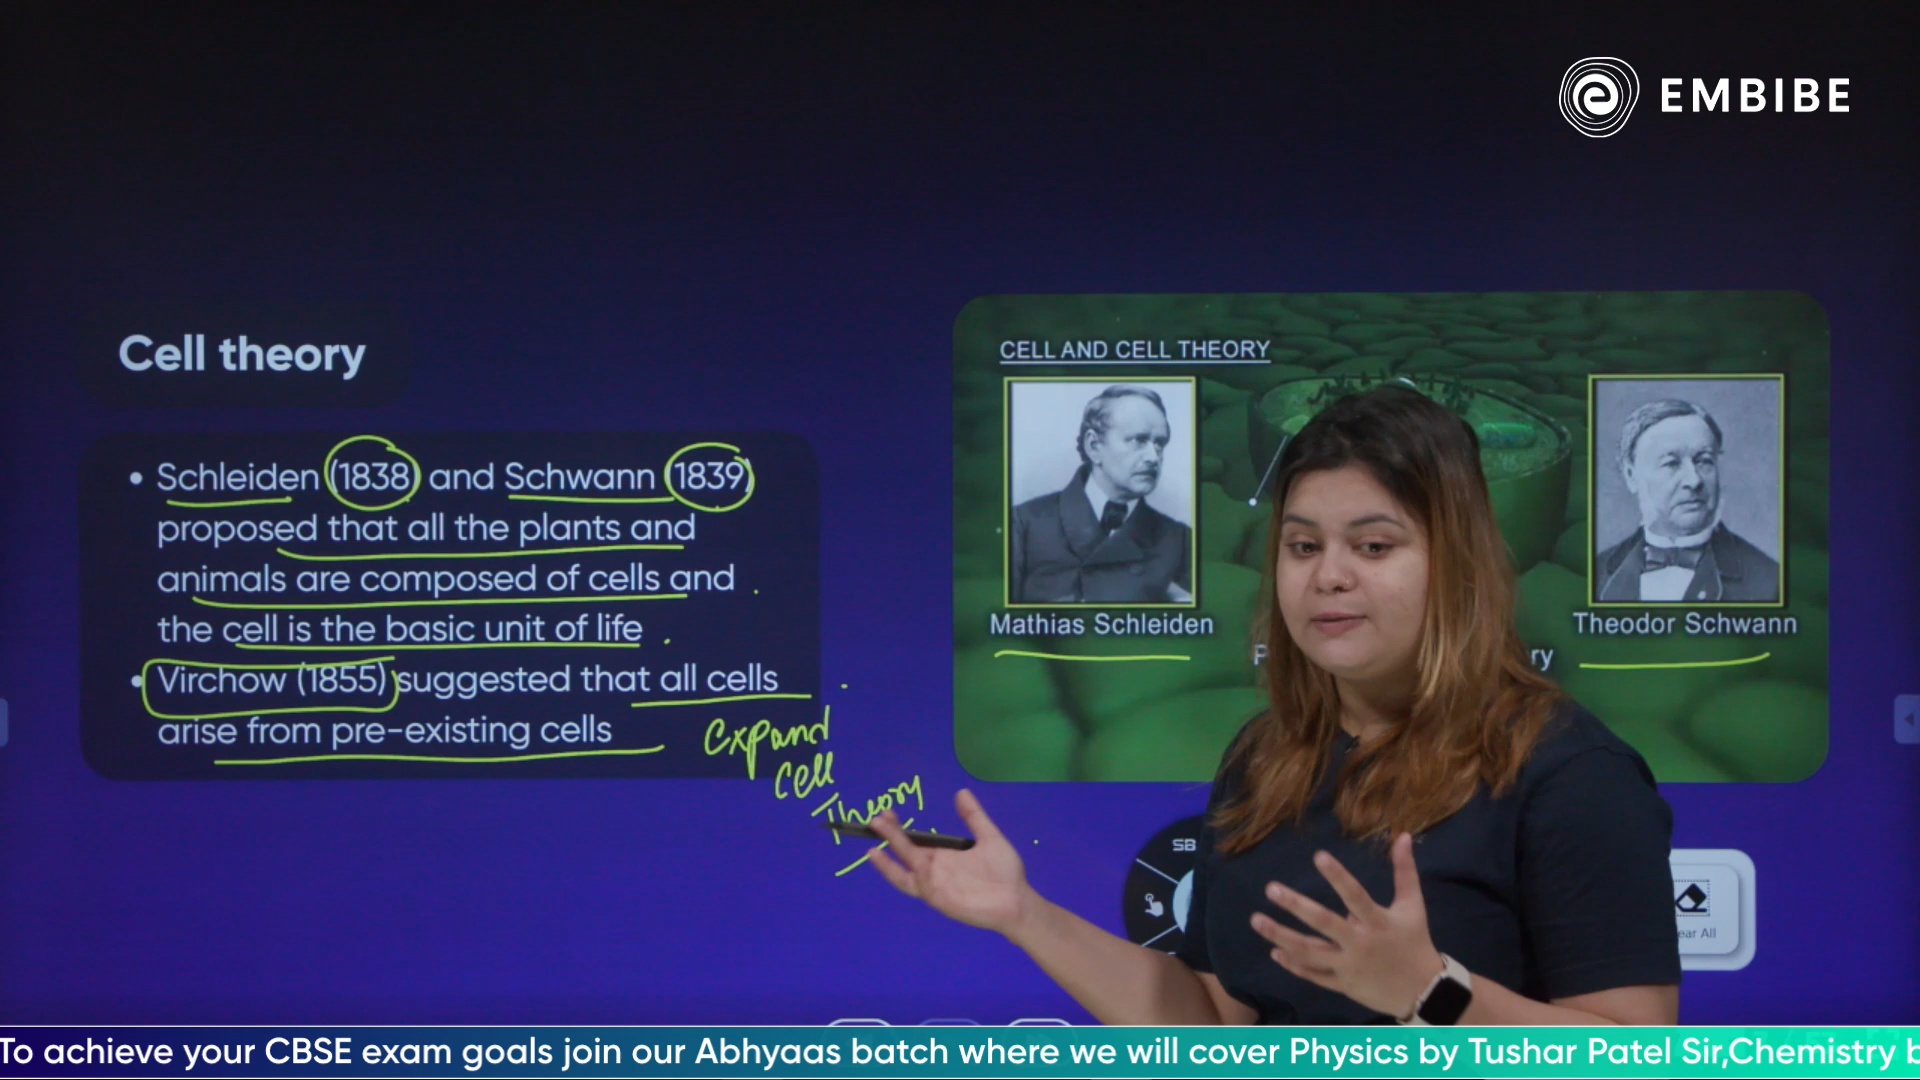 EMBIBE
Cell theory
• Schleiden (1838) and Schwann (1839)
proposed that all the plants and
animals are composed of cells and
the cell is the basic unit of life
• Virchow (1855) suggested that all cells
arise from pre-existing cells
expand
cell
Theory
CELL AND CELL THEORY
Mathias Schleiden
Theodor Schwann
SB
To achieve your CBSE exam goals join our Abhyaas batch where we will cover Physics by Tushar Patel Sir,Chemistry b